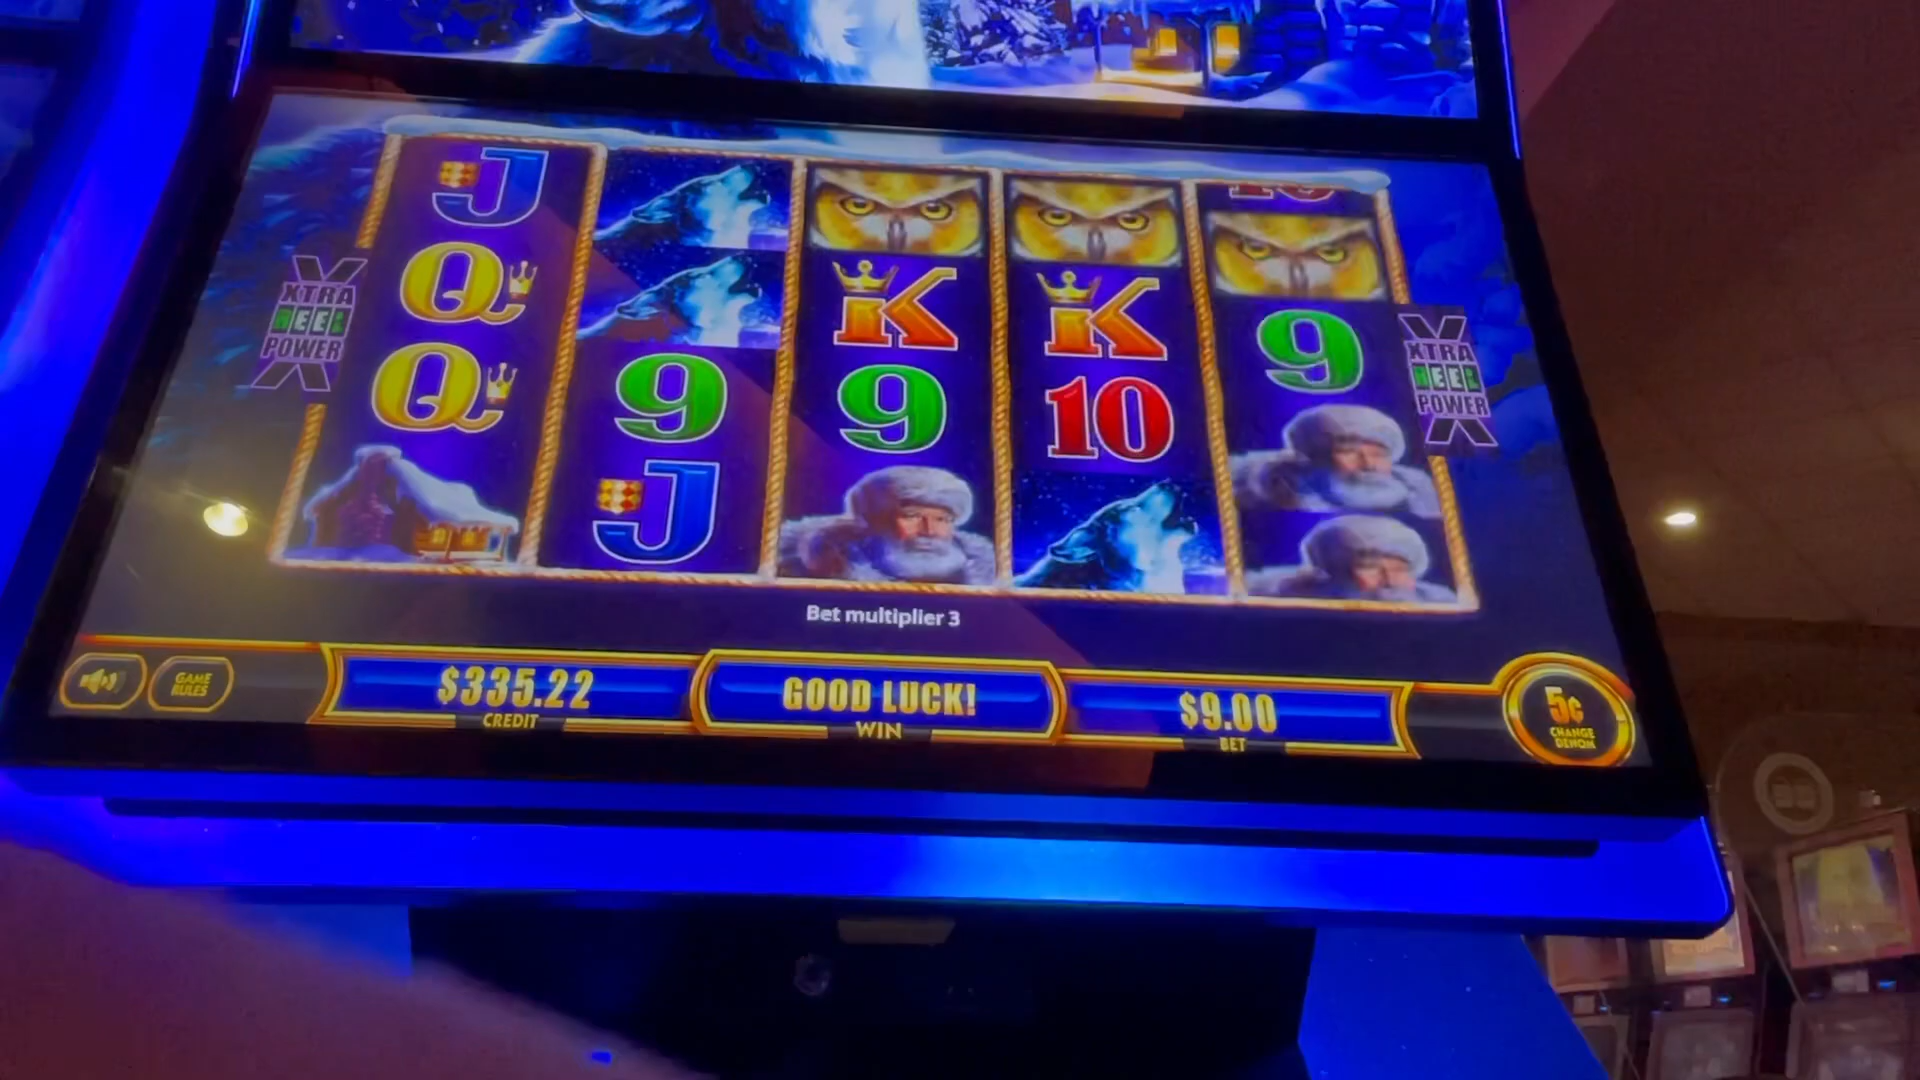 J
Q
K
K
9
XTRA
REEL
POWER
XTRA
REEL
POWER
Q
9
9
10
J
Bet multiplier 3
GAME
RULES
$335.22
CREDIT
GOOD LUCK!
WIN
$9.00
BET
5¢
CHANGE
DENOM